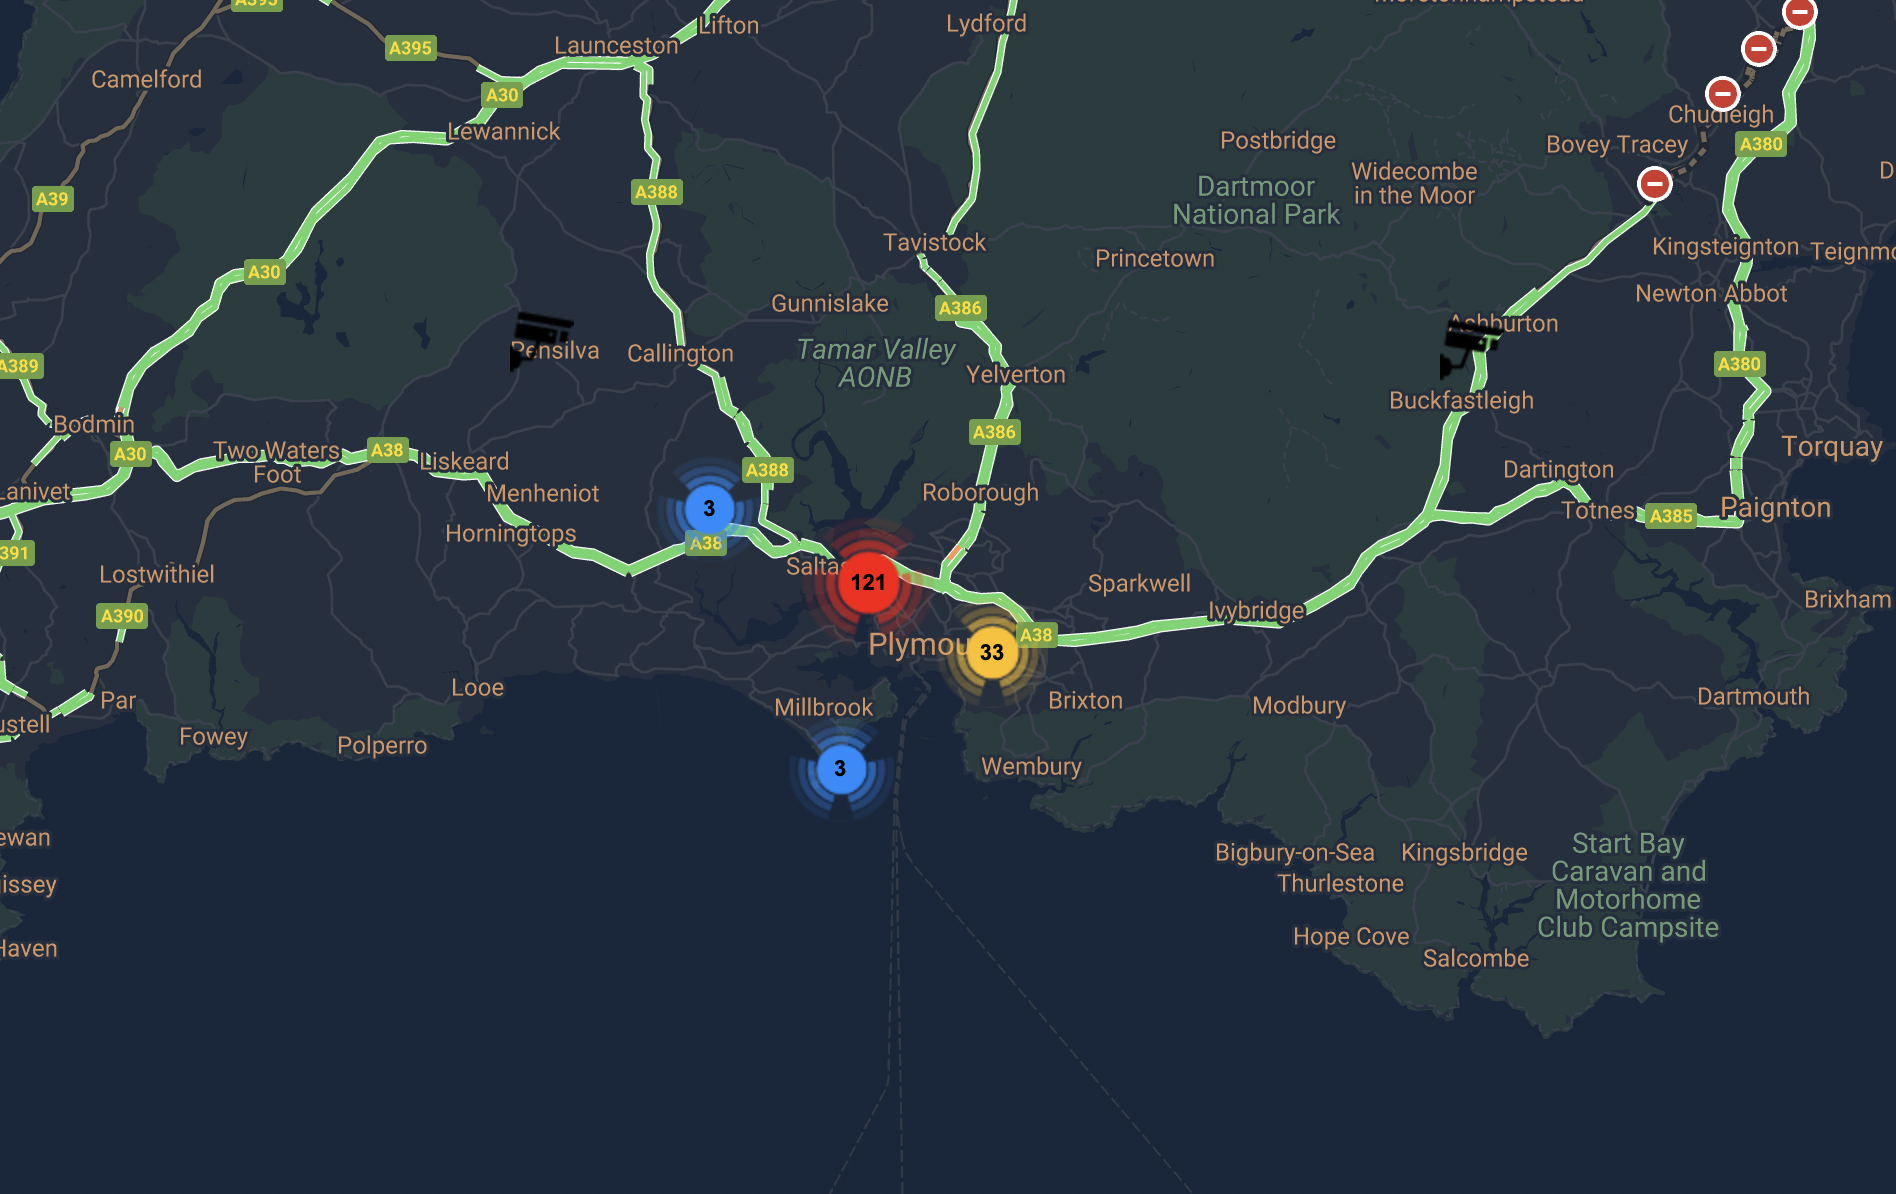 A395
Moretonhampstead
Lifton
Lydford
Launceston
A395
Camelford
A30
Chudleigh
Lewannick
Postbridge
Bovey Tracey
A380
Widecombe
in the Moor
D
A39
A388
Dartmoor
National Park
Tavistock
Kingsteignton
Teignmo
Princetown
A30
Newton Abbot
Gunnislake
A386
Ashburton
Pensilva
Callington
Tamar Valley
AONB
A389
A380
Yelverton
Buckfastleigh
Bodmin
A386
Torquay
A30
Two Waters
Foot
A38
Liskeard
A388
Dartington
Lanivet
Menheniot
Roborough
3
Totnes
A385
Paignton
Horningtops
A38
391
Saltas
Lostwithiel
121
Sparkwell
Brixham
A390
Ivybridge
A38
Plymou
33
Looe
Par
Millbrook
Brixton
Modbury
Dartmouth
ustell
Fowey
Polperro
3
Wembury
ewan
Bigbury-on-Sea
Kingsbridge
Start Bay
Caravan and
Motorhome
Club Campsite
issey
Thurlestone
Hope Cove
Haven
Salcombe